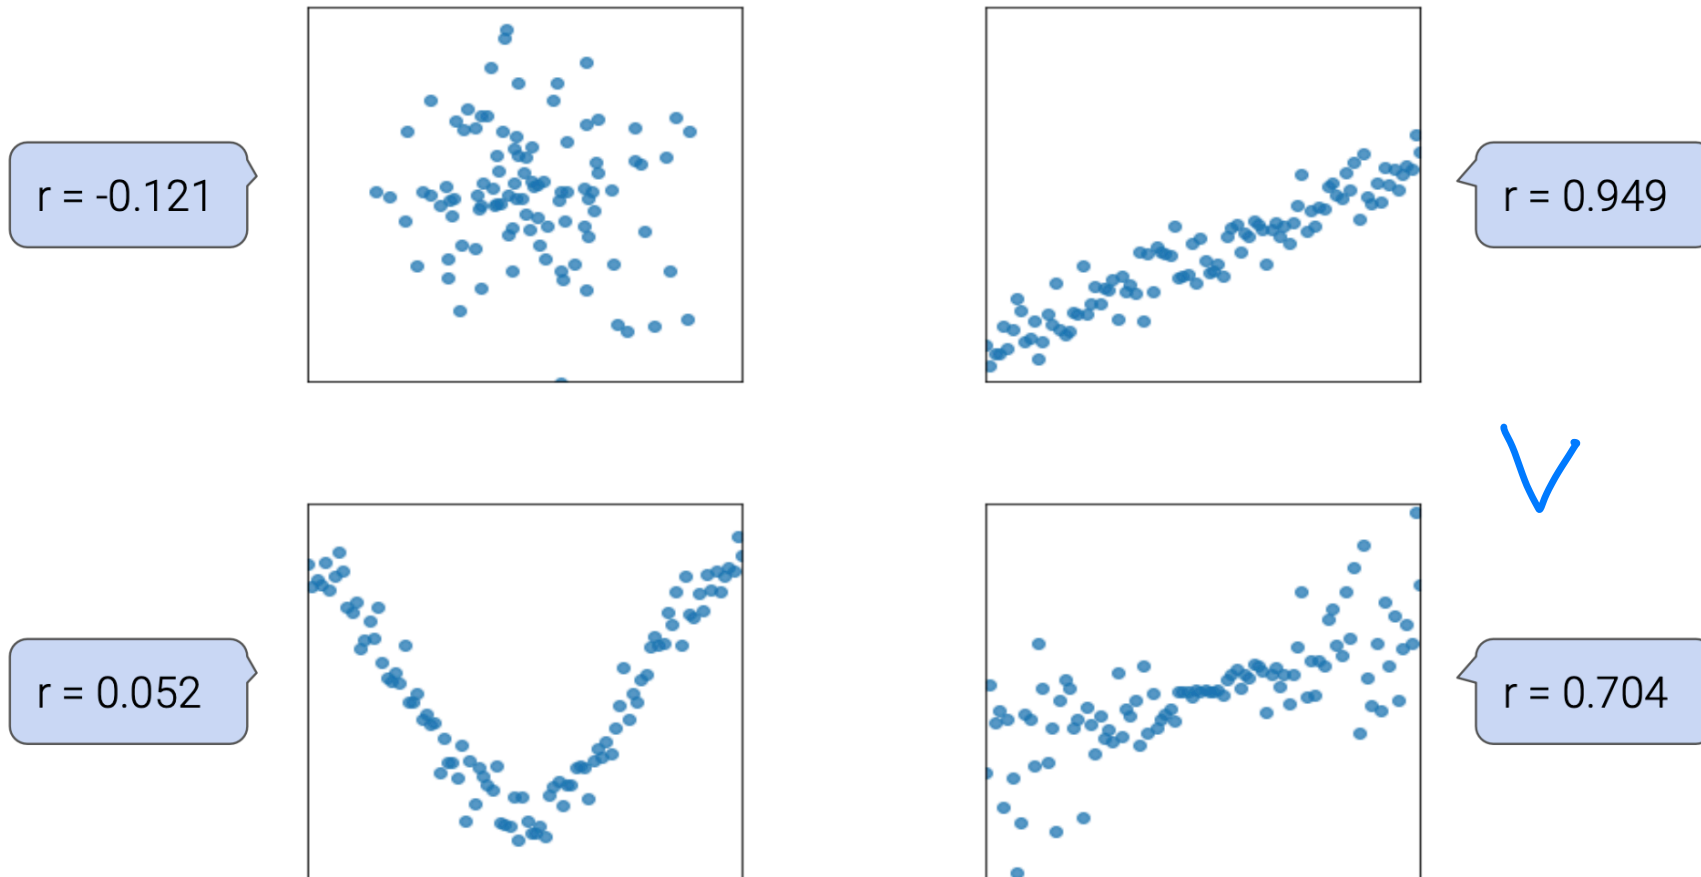 r = -0.121
r = 0.949
V
r = 0.052
r = 0.704